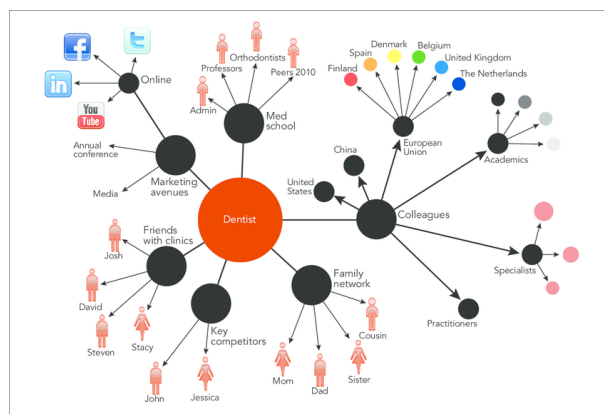 Online
f
t
in
You
Tube
Annual
conference
Media
Marketing
avenues
Professors
Orthodontists
Peers 2010
Admin
Med
school
Denmark
Belgium
Spain
United Kingdom
Finland
The Netherlands
European
Union
China
United
States
Academics
Colleagues
Dentist
Specialists
Practitioners
Friends
with clinics
Josh
David
Steven
Stacy
Key
competitors
John
Jessica
Family
network
Cousin
Mom
Dad
Sister